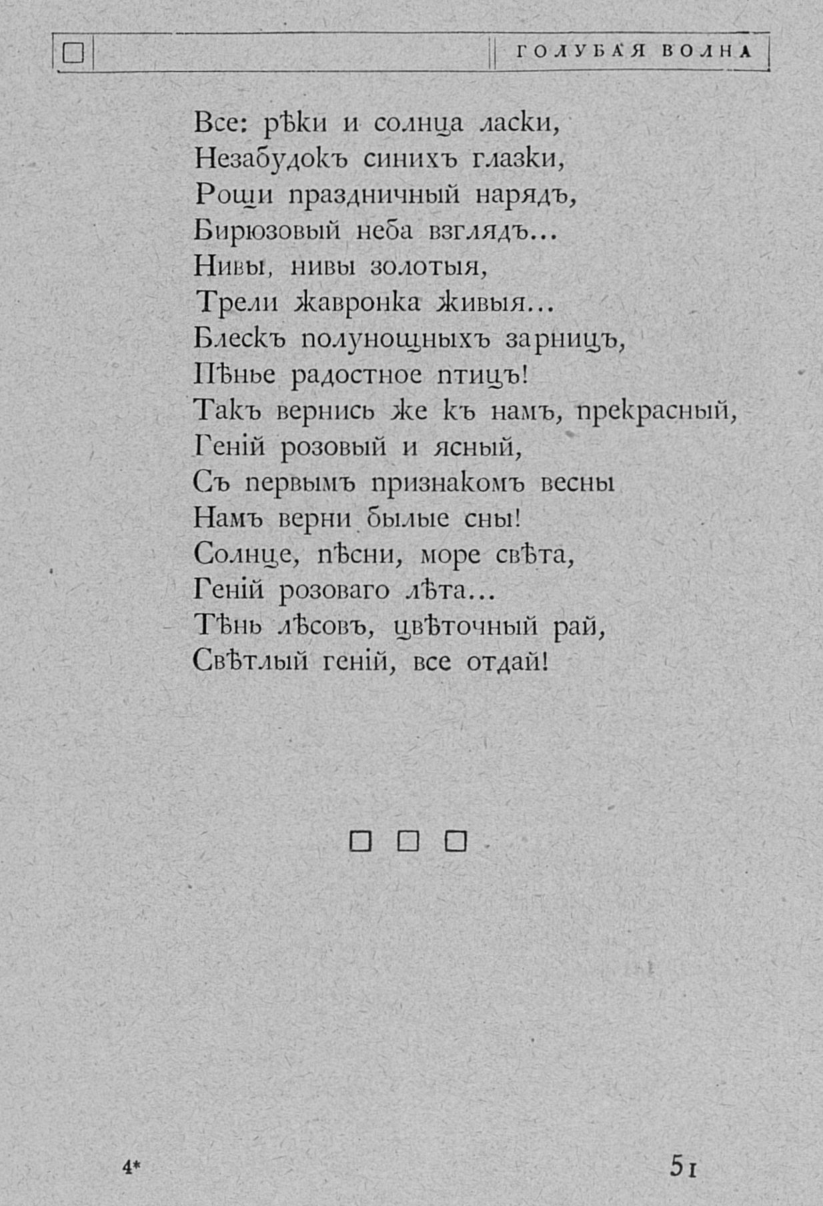 ГОЛУБАЯ ВОЛНА
Все: рѣки и солнца ласки,
Незабудокъ синихъ глазки,
Рощи праздничный нарядъ,
Бирюзовый неба взглядъ...
Нивы, нивы золотыя,
Трели жавронка живыя...
Блескъ полунощныхъ зарницъ,
Пѣнье радостное птицъ!
Такъ вернись же къ намъ, прекрасный,
Геній розовый и ясный,
Съ первымъ признакомъ весны
Намъ верни былые сны!
Солнце, пѣсни, море свѣта,
Геній розоваго лѣта...
Тѣнь лѣсовъ, цвѣточный рай,
Свѣтлый геній, все отдай!
4*
51